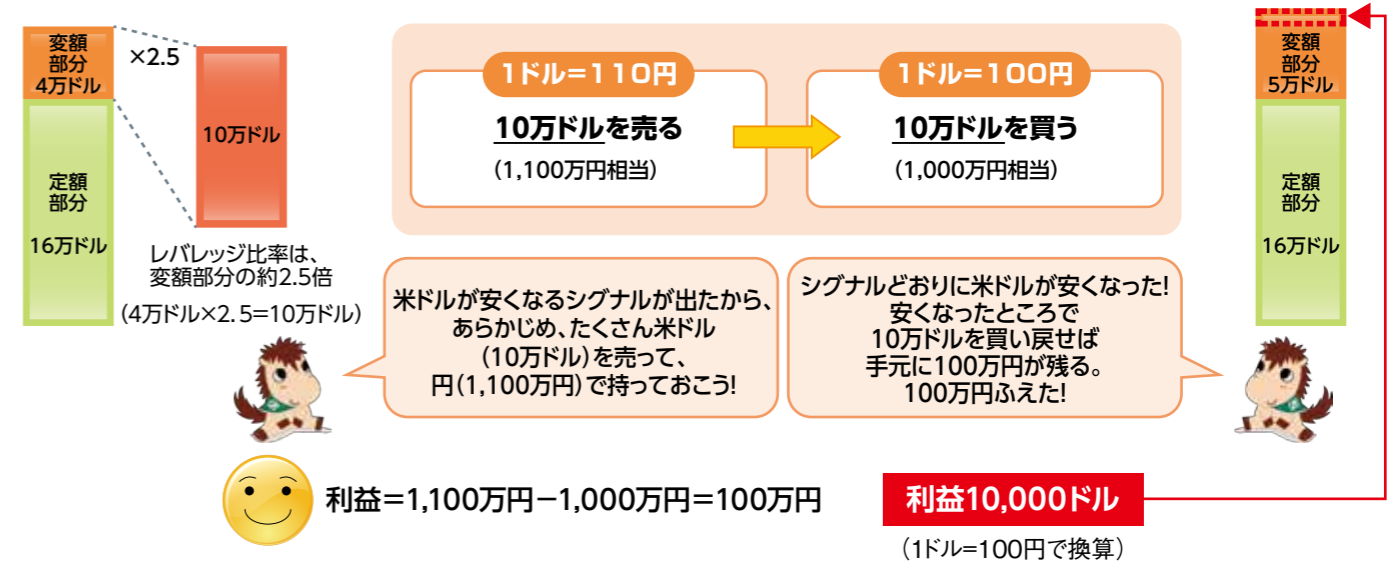 変額
部分
4万ドル
×2.5
10万ドル
定額
部分
16万ドル
レバレッジ比率は、
変額部分の約2.5倍
(4万ドル×2.5=10万ドル)
1ドル=110円
10万ドルを売る
(1,100万円相当)
1ドル=100円
10万ドルを買う
(1,000万円相当)
変額
部分
5万ドル
定額
部分
16万ドル
米ドルが安くなるシグナルが出たから、
あらかじめ、たくさん米ドル
(10万ドル)を売って、
円(1,100万円)で持っておこう!
シグナルどおりに米ドルが安くなった!
安くなったところで
10万ドルを買い戻せば
手元に100万円が残る。
100万円ふえた!
利益=1,100万円−1,000万円=100万円
利益10,000ドル
(1ドル=100円で換算)